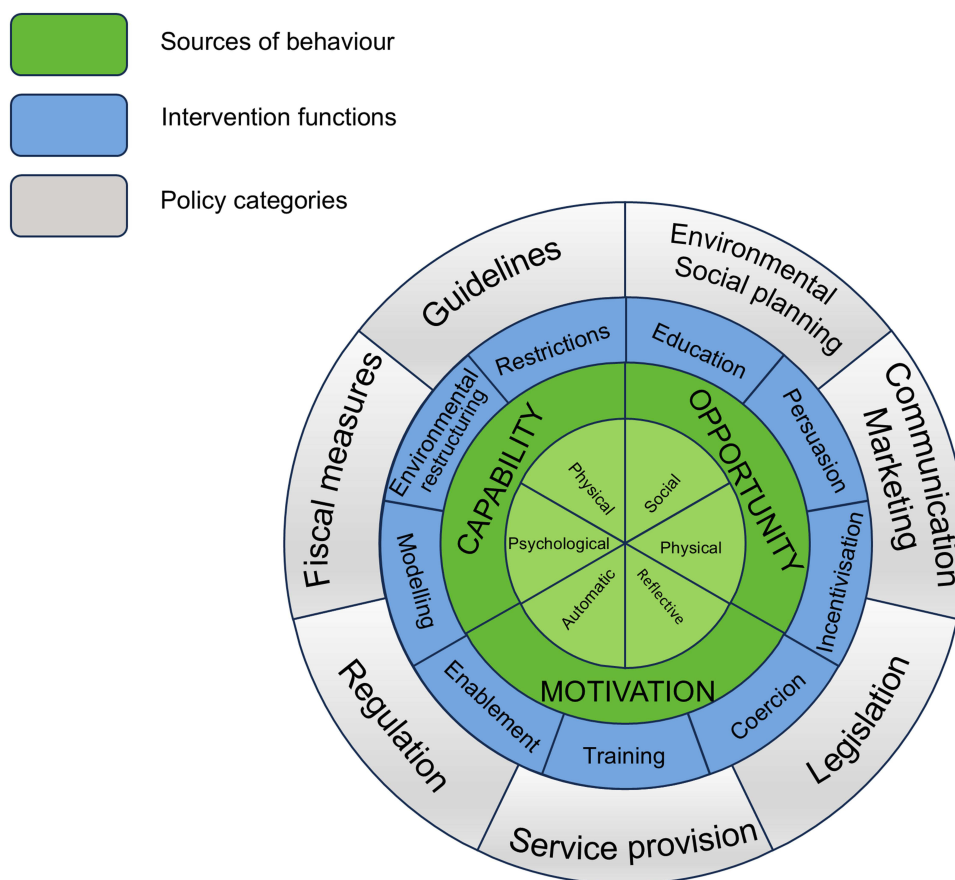 Sources of behaviour
Intervention functions
Policy categories
Guidelines
Environmental
Social planning
Communication
Marketing
Legislation
Service provision
Regulation
Fiscal measures
Restrictions
Education
Persuasion
Incentivisation
Coercion
Training
Enablement
Modelling
Environmental
restructuring
CAPABILITY
OPPORTUNITY
MOTIVATION
Physical
Social
Physical
Reflective
Automatic
Psychological